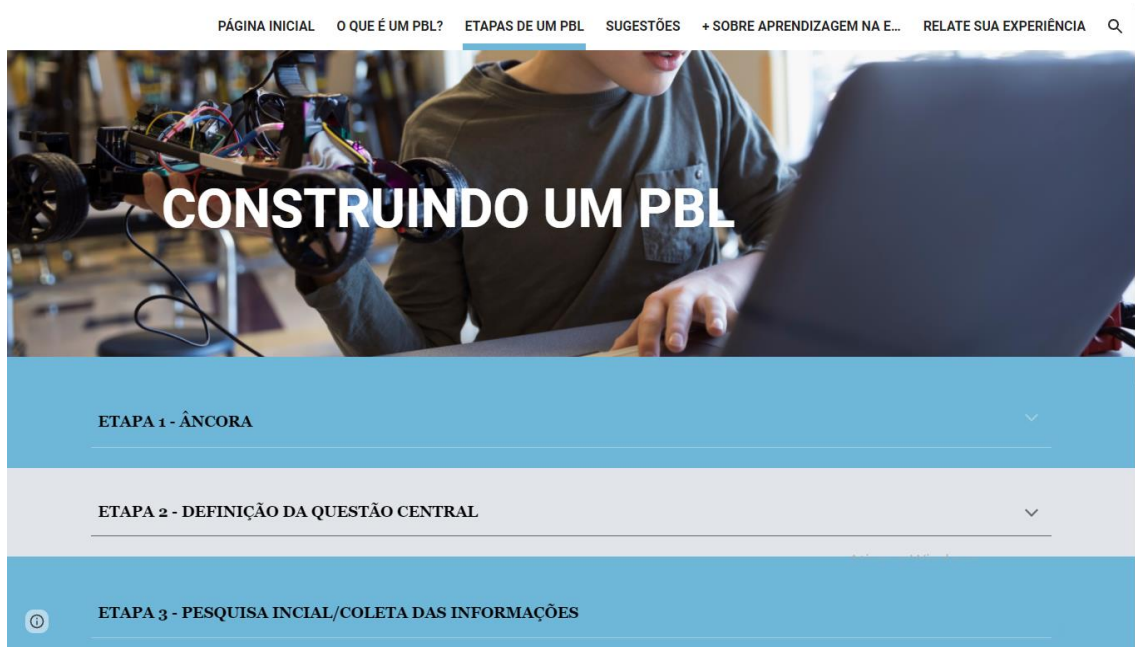 PÁGINA INICIAL O QUE É UM PBL? ETAPAS DE UM PBL SUGESTÕES + SOBRE APRENDIZAGEM NA E... RELATE SUA EXPERIÊNCIA
CONSTRUINDO UM PBL
ETAPA 1 - ÂNCORA
ETAPA 2 - DEFINIÇÃO DA QUESTÃO CENTRAL
ETAPA 3 - PESQUISA INCIAL/COLETA DAS INFORMAÇÕES